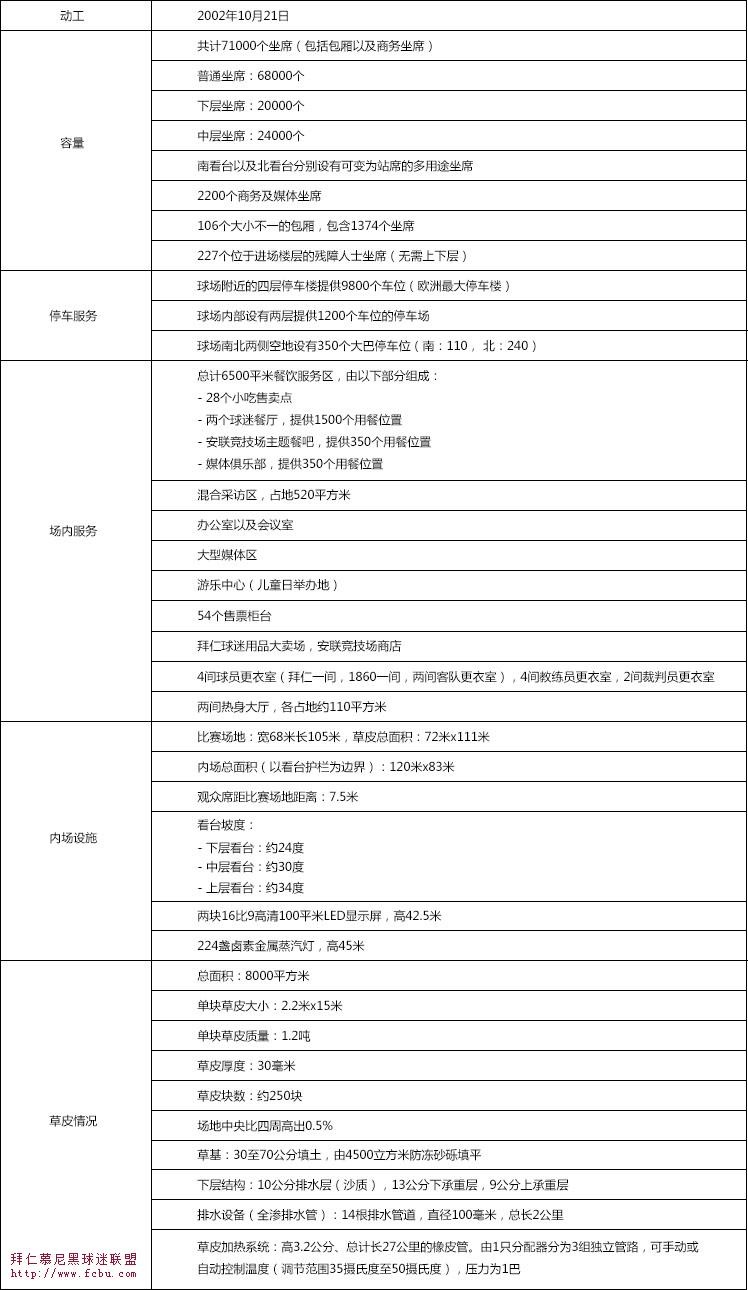 动工
2002年10月21日
容量
共计71000个坐席（包括包厢以及商务坐席）
普通坐席：68000个
下层坐席：20000个
中层坐席：24000个
南看台以及北看台分别设有可变为站席的多用途坐席
2200个商务及媒体坐席
106个大小不一的包厢，包含1374个坐席
227个位于进场楼层的残障人士坐席（无需上下层）
停车服务
球场附近的四层停车楼提供9800个车位（欧洲最大停车楼）
球场内部设有两层提供1200个车位的停车场
球场南北两侧空地设有350个大巴停车位（南：110， 北：240）
场内服务
总计6500平米餐饮服务区，由以下部分组成：
- 28个小吃售卖点
- 两个球迷餐厅，提供1500个用餐位置
- 安联竞技场主题餐吧，提供350个用餐位置
- 媒体俱乐部，提供350个用餐位置
混合采访区，占地520平方米
办公室以及会议室
大型媒体区
游乐中心（儿童日举办地）
54个售票柜台
拜仁球迷用品大卖场，安联竞技场商店
4间球员更衣室（拜仁一间，1860一间，两间客队更衣室），4间教练员更衣室，2间裁判员更衣室
两间热身大厅，各占地约110平方米
内场设施
比赛场地：宽68米长105米，草皮总面积：72米x111米
内场总面积（以看台护栏为边界）：120米x83米
观众席距比赛场地距离：7.5米
看台坡度：
- 下层看台：约24度
- 中层看台：约30度
- 上层看台：约34度
两块16比9高清100平米LED显示屏，高42.5米
224盏卤素金属蒸汽灯，高45米
草皮情况
总面积：8000平方米
单块草皮大小：2.2米x15米
单块草皮质量：1.2吨
草皮厚度：30毫米
草皮块数：约250块
场地中央比四周高出0.5%
草基：30至70公分填土，由4500立方米防冻砂砾填平
下层结构：10公分排水层（沙质），13公分下承重层，9公分上承重层
排水设备（全渗排水管）：14根排水管道，直径100毫米，总长2公里
草皮加热系统：高3.2公分、总计长27公里的橡皮管。由1只分配器分为3组独立管路，可手动或
自动控制温度（调节范围35摄氏度至50摄氏度），压力为1巴
拜仁慕尼黑球迷联盟
http://www.fcbu.com